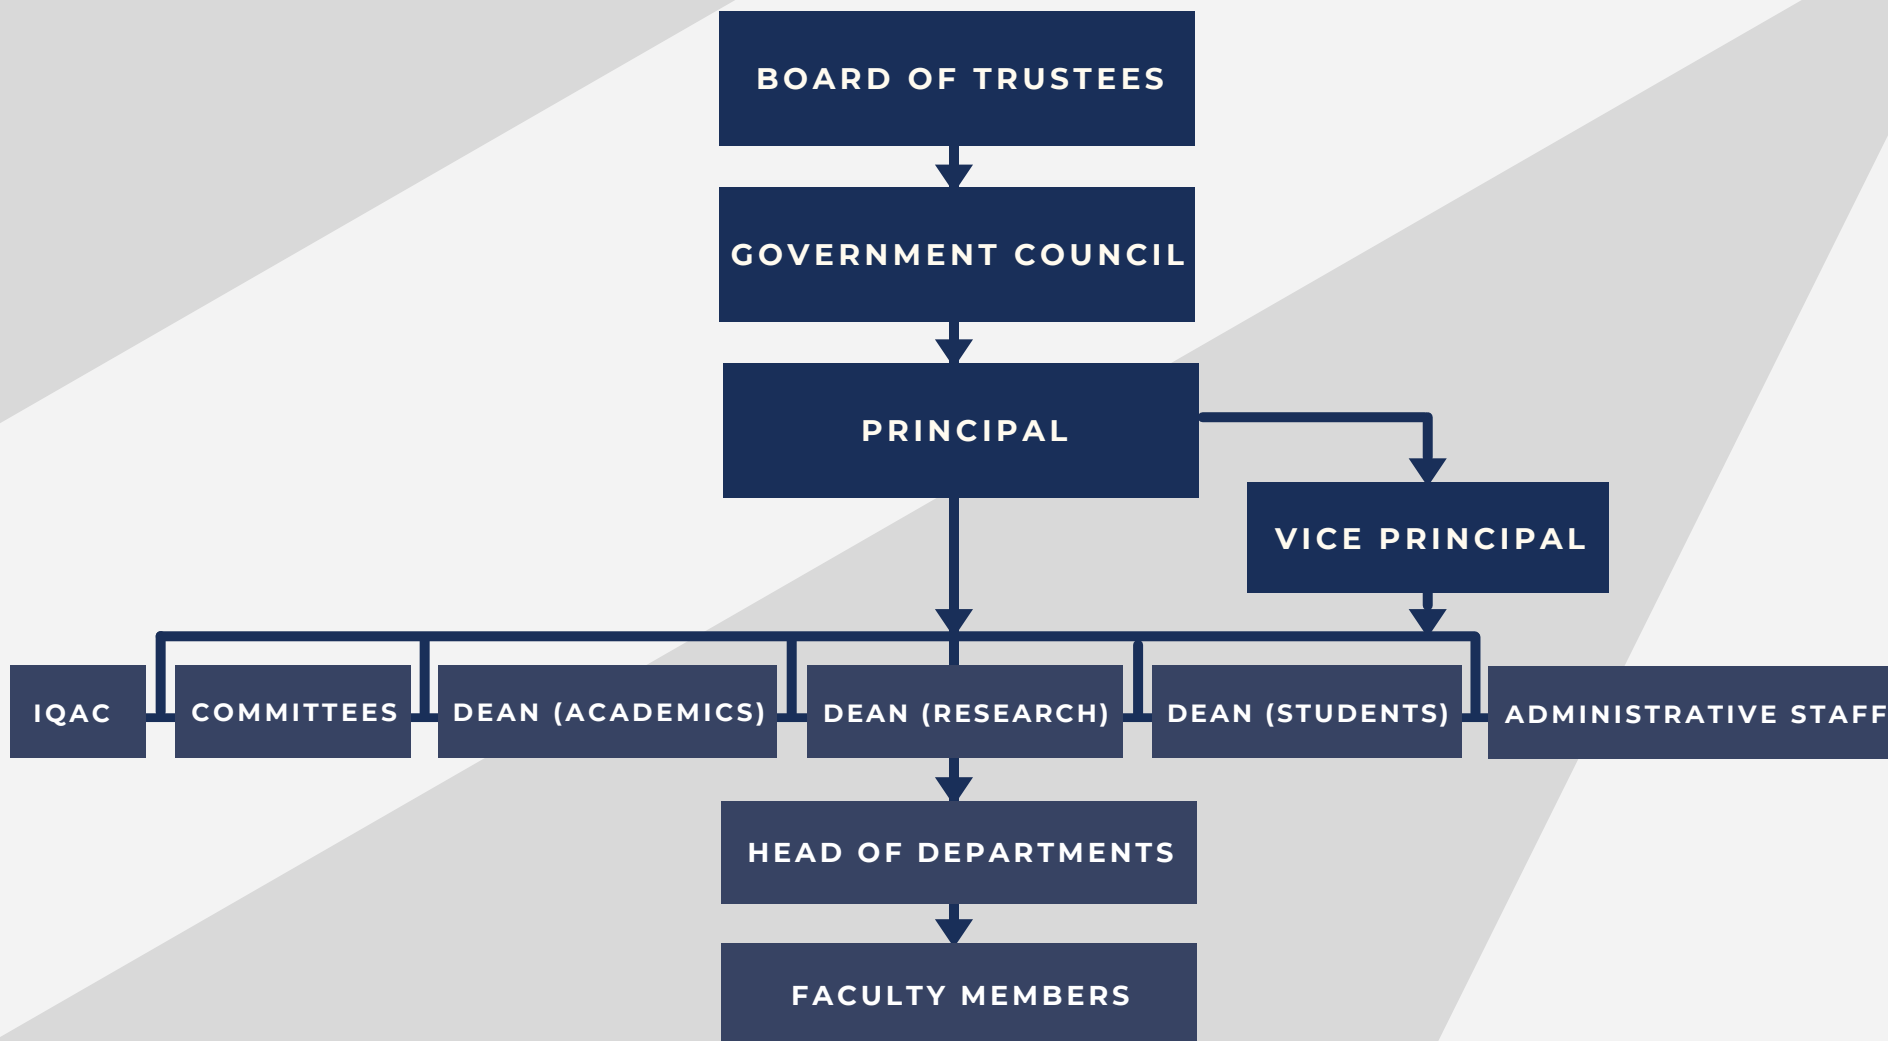 BOARD OF TRUSTEES
GOVERNMENT COUNCIL
PRINCIPAL
VICE PRINCIPAL
IQAC
COMMITTEES
DEAN (ACADEMICS)
DEAN (RESEARCH)
DEAN (STUDENTS)
ADMINISTRATIVE STAFF
HEAD OF DEPARTMENTS
FACULTY MEMBERS